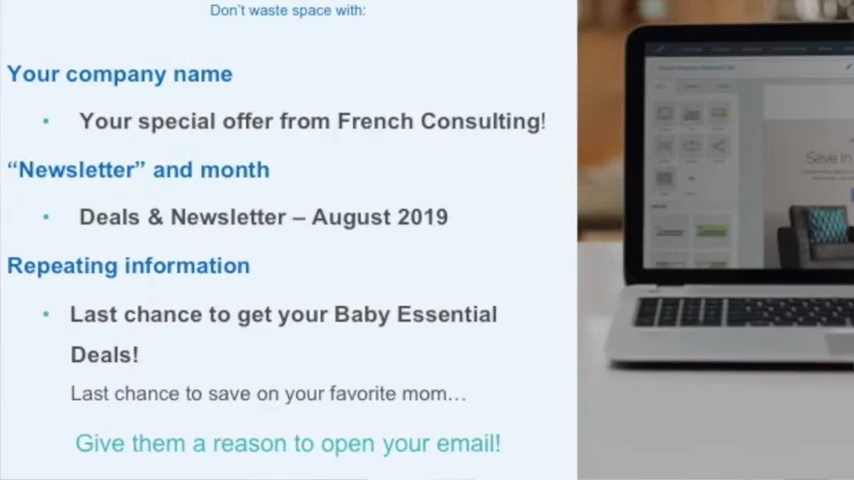 Don't waste space with:
Your company name
• Your special offer from French Consulting!
“Newsletter” and month
• Deals & Newsletter – August 2019
Repeating information
• Last chance to get your Baby Essential
Deals!
Last chance to save on your favorite mom…
Give them a reason to open your email!
Save In